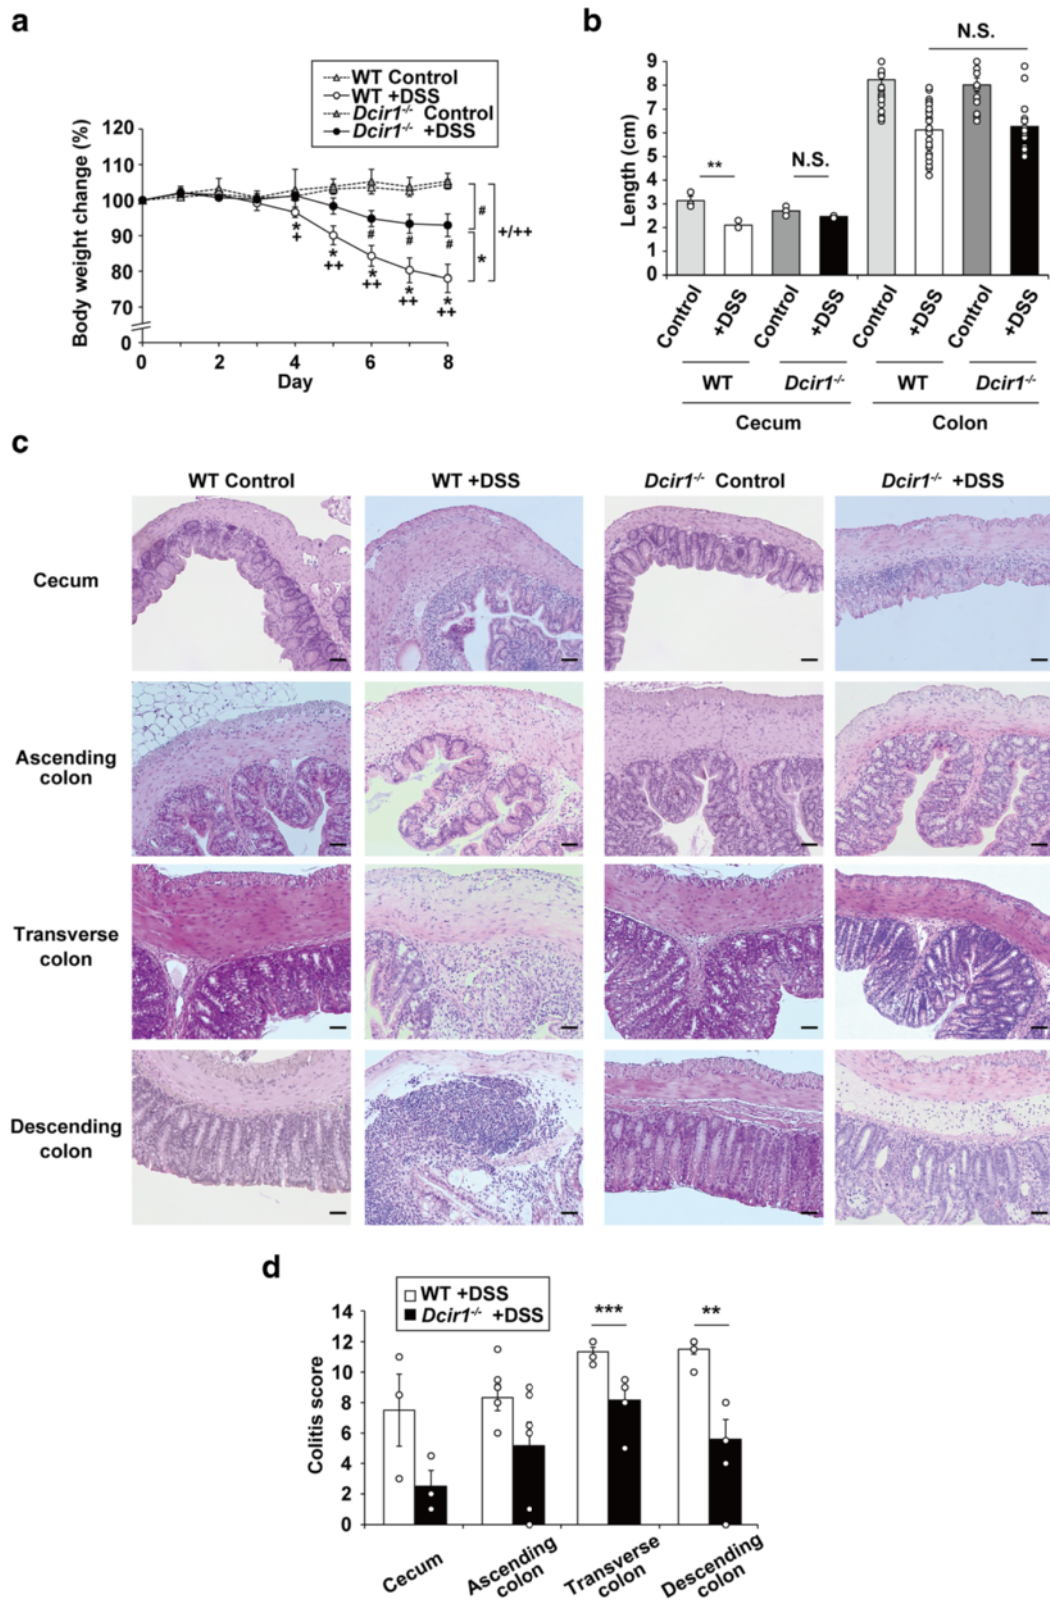 a
WT Control
WT +DSS
Dcir1-/- Control
Dcir1-/- +DSS
Body weight change (%)
120
110
100
90
80
70
0
0 2 4 6 8
Day
* + * ++ # * ++ # * ++ # * ++
# * +/++
b
N.S.
** N.S.
Length (cm)
9
8
7
6
5
4
3
2
1
0
Control +DSS Control +DSS Control +DSS Control +DSS
WT Dcir1-/- WT Dcir1-/-
Cecum Colon
c
WT Control WT +DSS Dcir1-/- Control Dcir1-/- +DSS
Cecum
Ascending
colon
Transverse
colon
Descending
colon
d
WT +DSS
Dcir1-/- +DSS
*** **
Colitis score
14
12
10
8
6
4
2
0
Cecum
Ascending
colon
Transverse
colon
Descending
colon